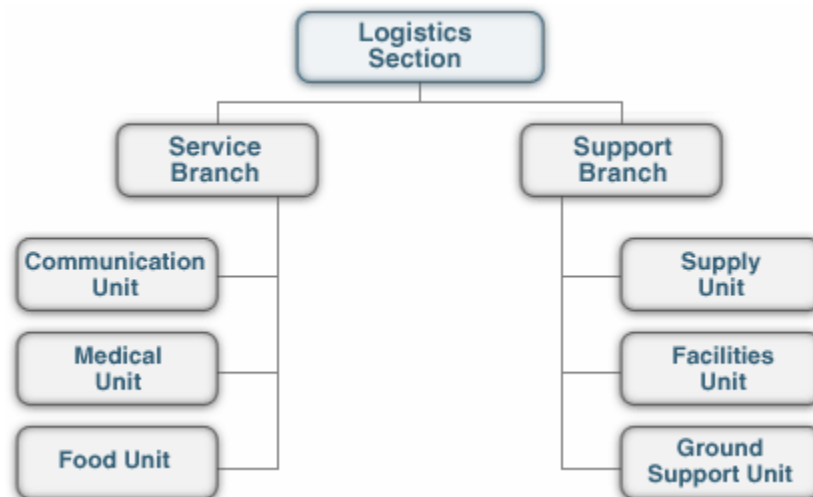 Logistics
Section
Service
Branch
Support
Branch
Communication
Unit
Supply
Unit
Medical
Unit
Facilities
Unit
Food Unit
Ground
Support Unit